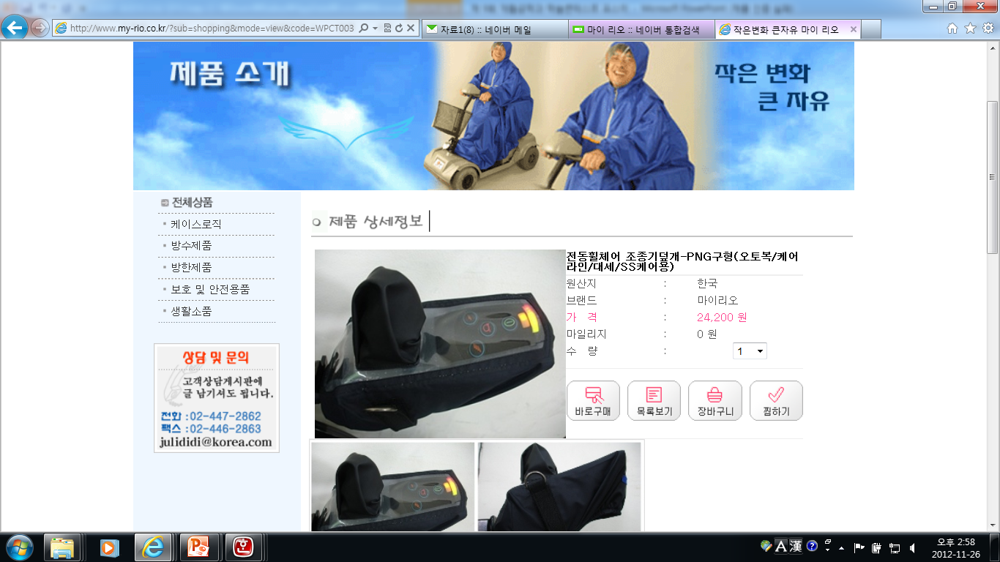 http://www.my-rio.co.kr/?sub=shopping&mode=view&code=WPCT003
자료1(8) :: 네이버 메일
마이 리오 :: 네이버 통합검색
작은변화 큰자유 마이 리오
제품 소개
작은 변화
큰 자유
전체상품
케이스로직
방수제품
방한제품
보호 및 안전용품
생활소품
상담 및 문의
고객상담게시판에
글 남기셔도 됩니다.
전화 : 02-447-2862
팩스 : 02-446-2863
julididi@korea.com
제품 상세정보
전동휠체어 조종기덮개-PNG구형(오토복/케어
라인/대세/SS케어용)
원산지 : 한국
브랜드 : 마이리오
가 격 : 24,200 원
마일리지 : 0 원
수 량 : 1
바로구매
목록보기
장바구니
찜하기
A 漢
오후 2:58
2012-11-26